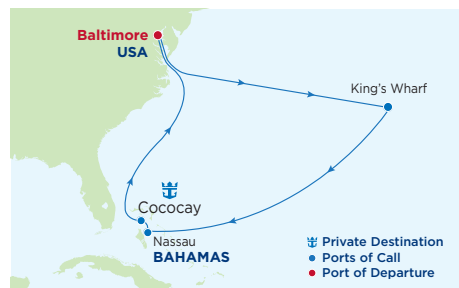 Baltimore
USA
King's Wharf
Cococay
Nassau
BAHAMAS
Private Destination
Ports of Call
Port of Departure